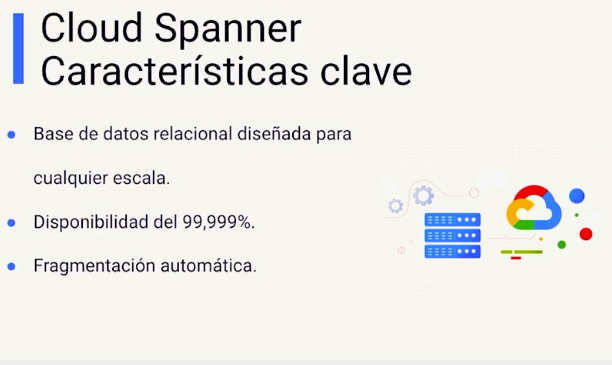 Cloud Spanner
Características clave
Base de datos relacional diseñada para
cualquier escala.
Disponibilidad del 99,999%.
Fragmentación automática.